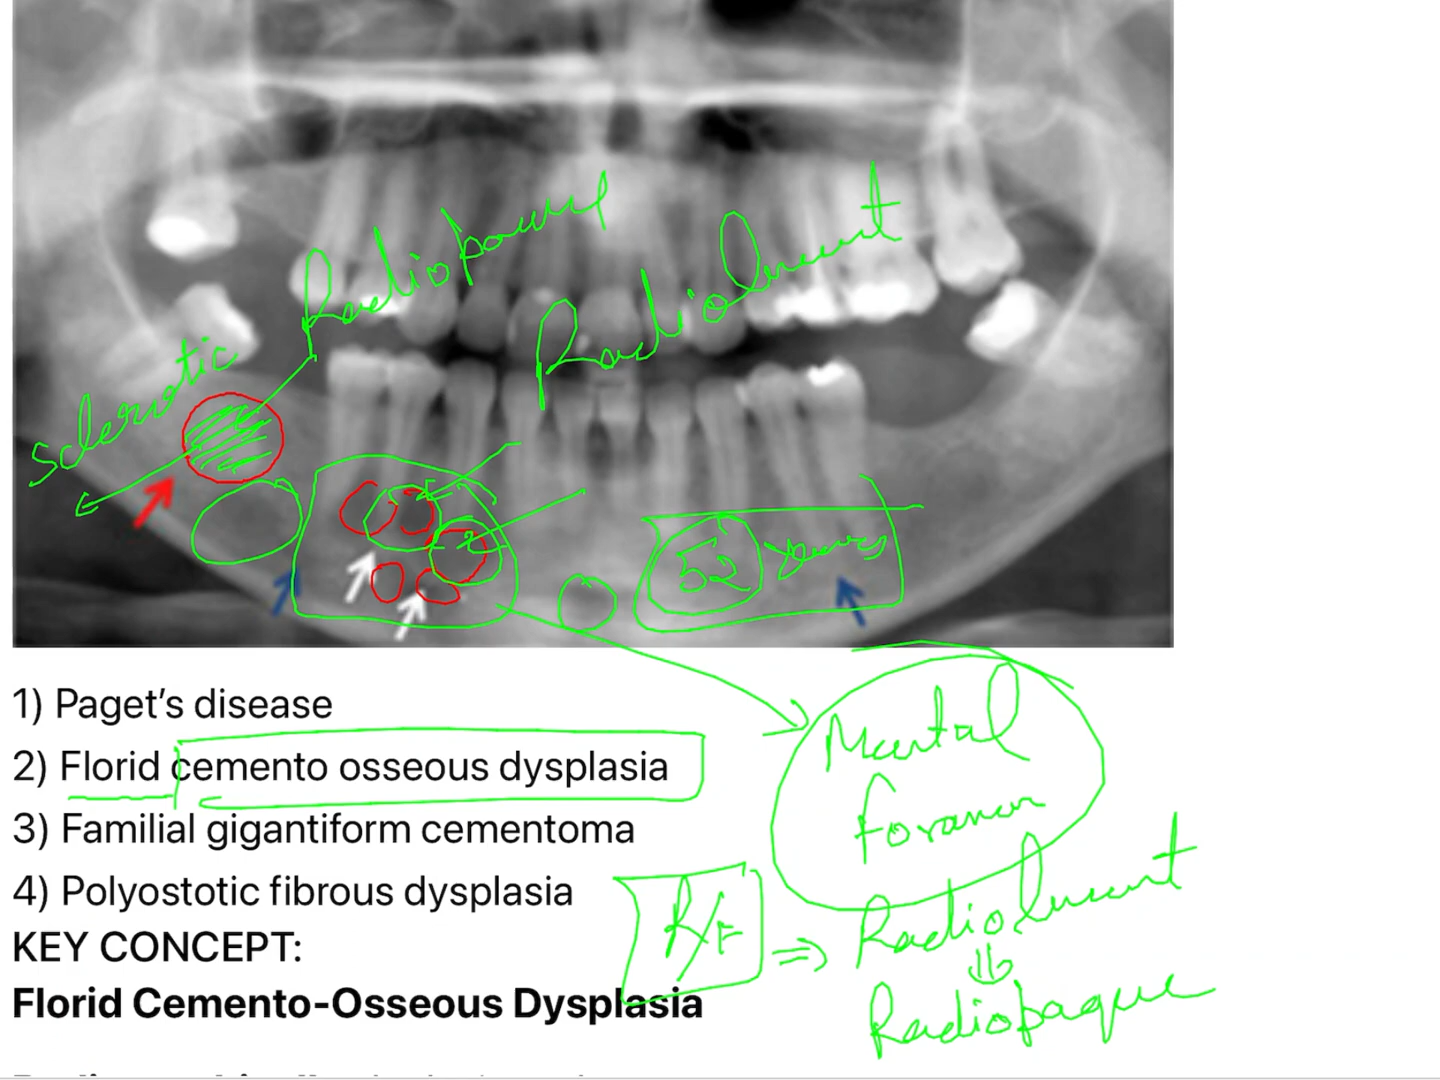 Radiopaque
Radiolucent
sclerotic
52 years
1) Paget's disease
2) Florid cemento osseous dysplasia
3) Familial gigantiform cementoma
4) Polyostotic fibrous dysplasia
KEY CONCEPT:
Florid Cemento-Osseous Dysplasia
Mental
foramen
R/F ⇒ Radiolucent
⇓
Radiopaque